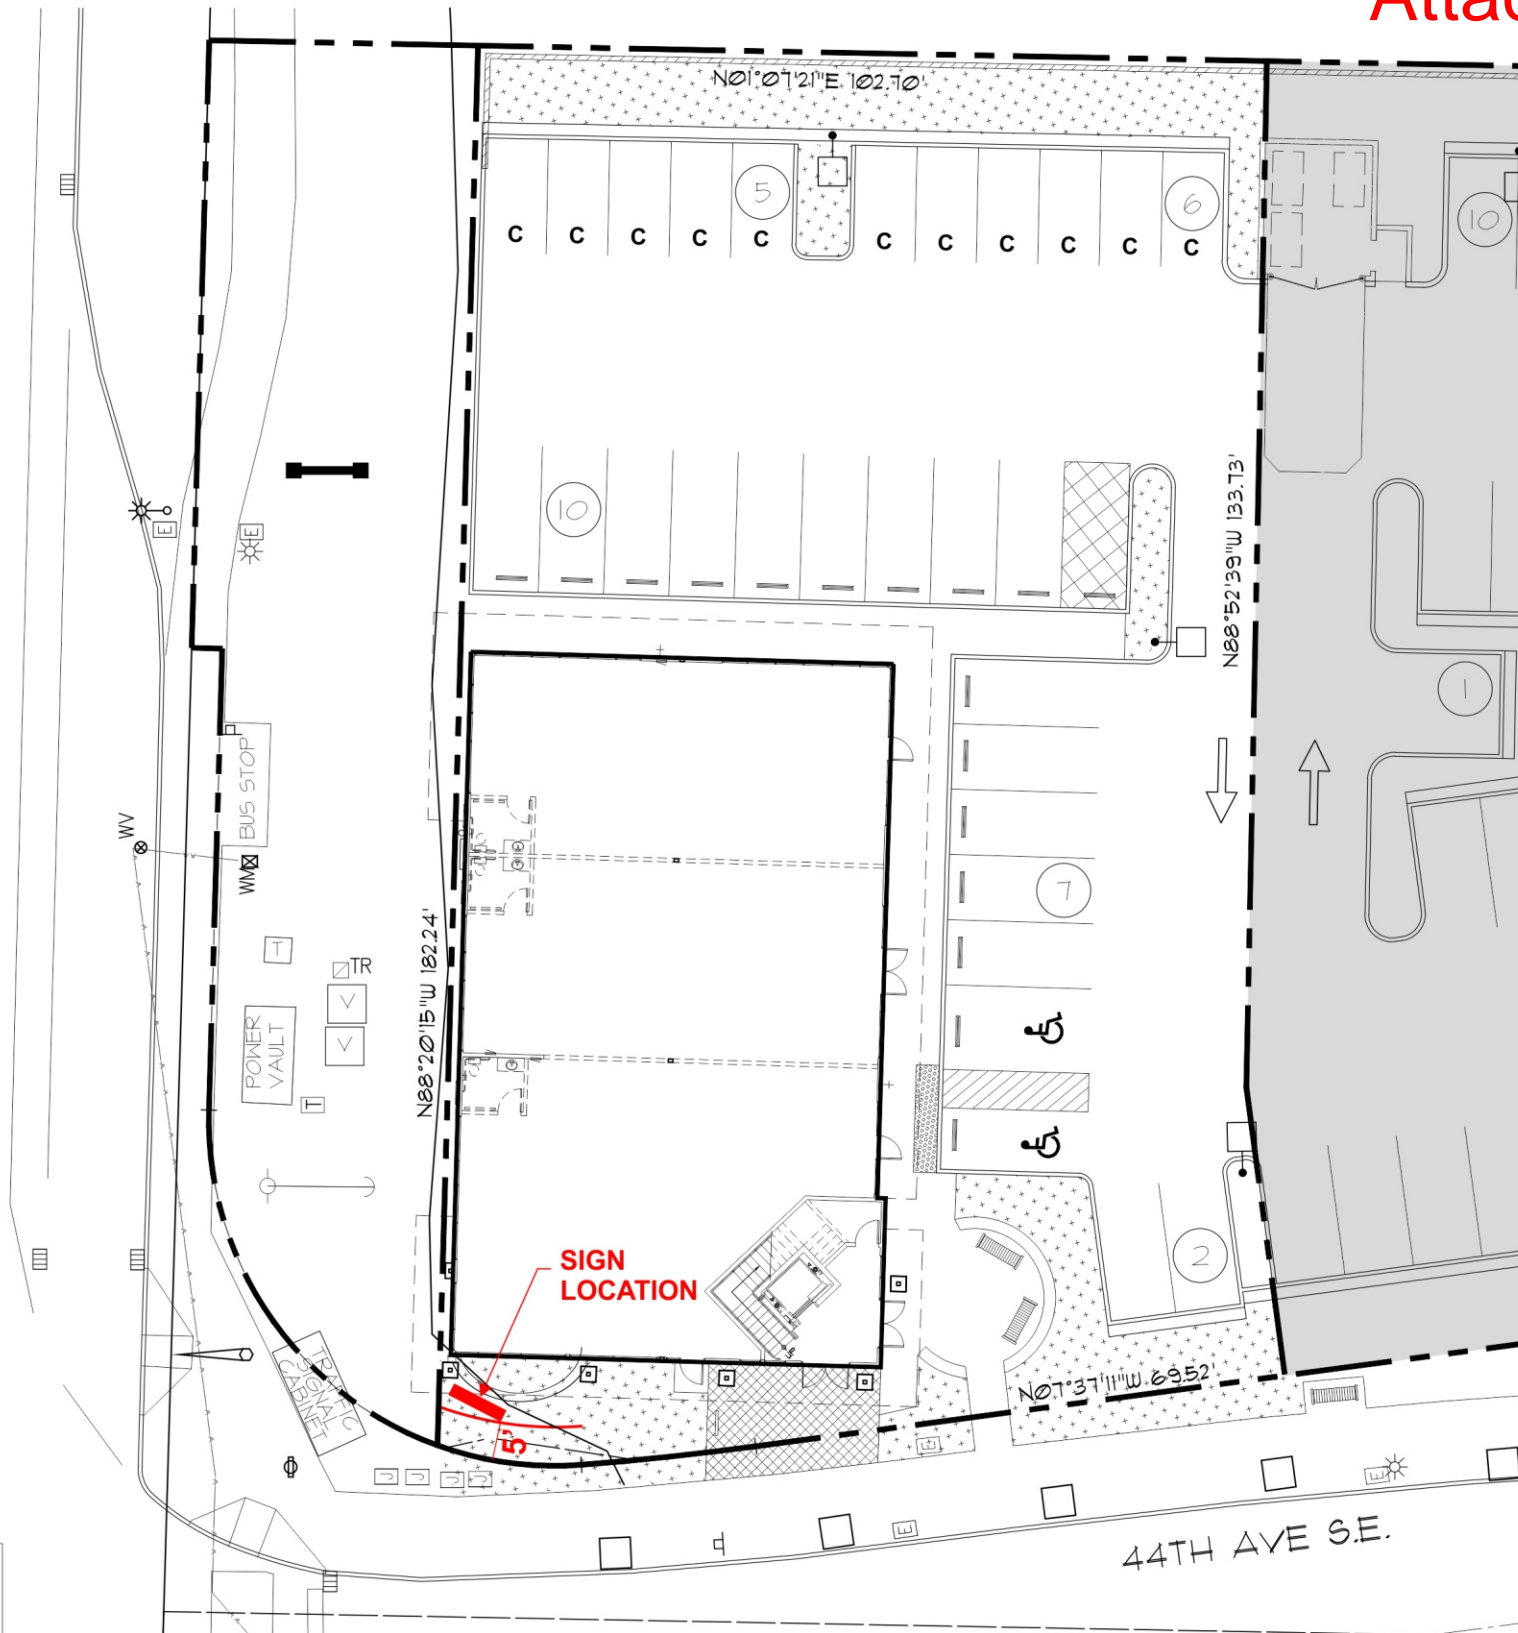 Attac
N01°07'21"E 102.70'
5
6
10
C C C C C C C C C C C
10
E
E
N88°52'39"W 133.73'
1
BUS STOP
WV
WM
7
T
TR
V
V
POWER
VAULT
N88°20'15"W 182.24'
T
SIGN
LOCATION
2
TRAFFIC
SIGNAL
CABINET
N07°37'11"W 69.52'
5'
E
J J J J
E
E
44TH AVE S.E.